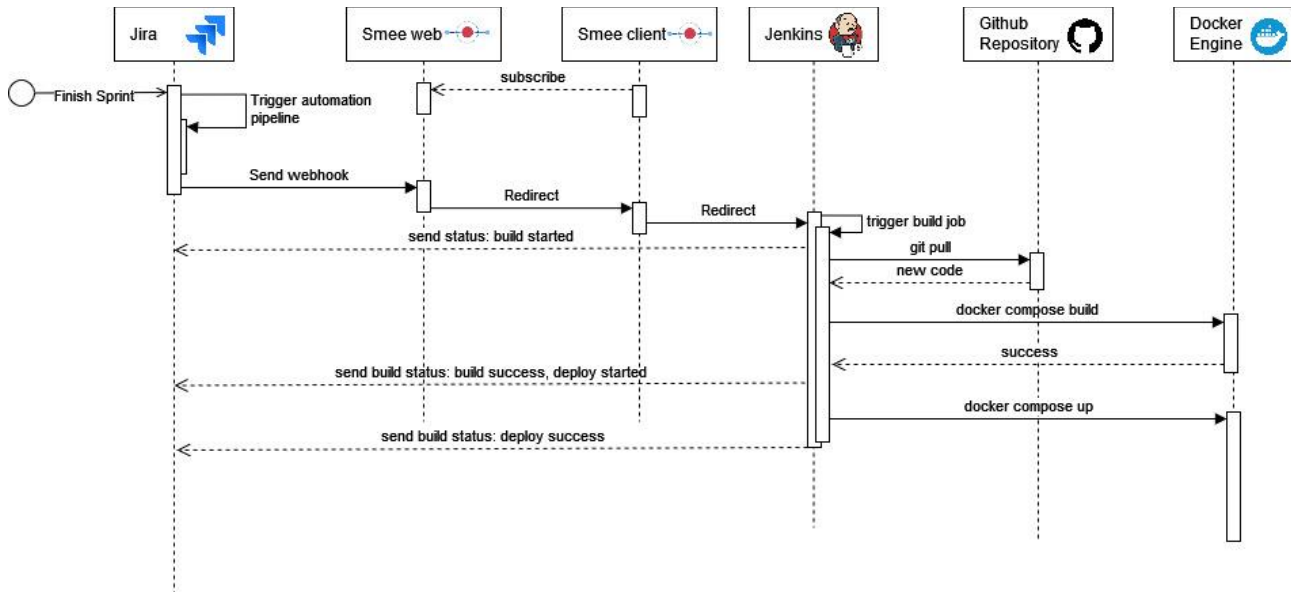 Jira
Smee web
Smee client
Jenkins
Github
Repository
Docker
Engine
subscribe
Finish Sprint
Trigger automation
pipeline
Send webhook
Redirect
Redirect
trigger build job
send status: build started
git pull
new code
docker compose build
success
send build status: build success, deploy started
docker compose up
send build status: deploy success